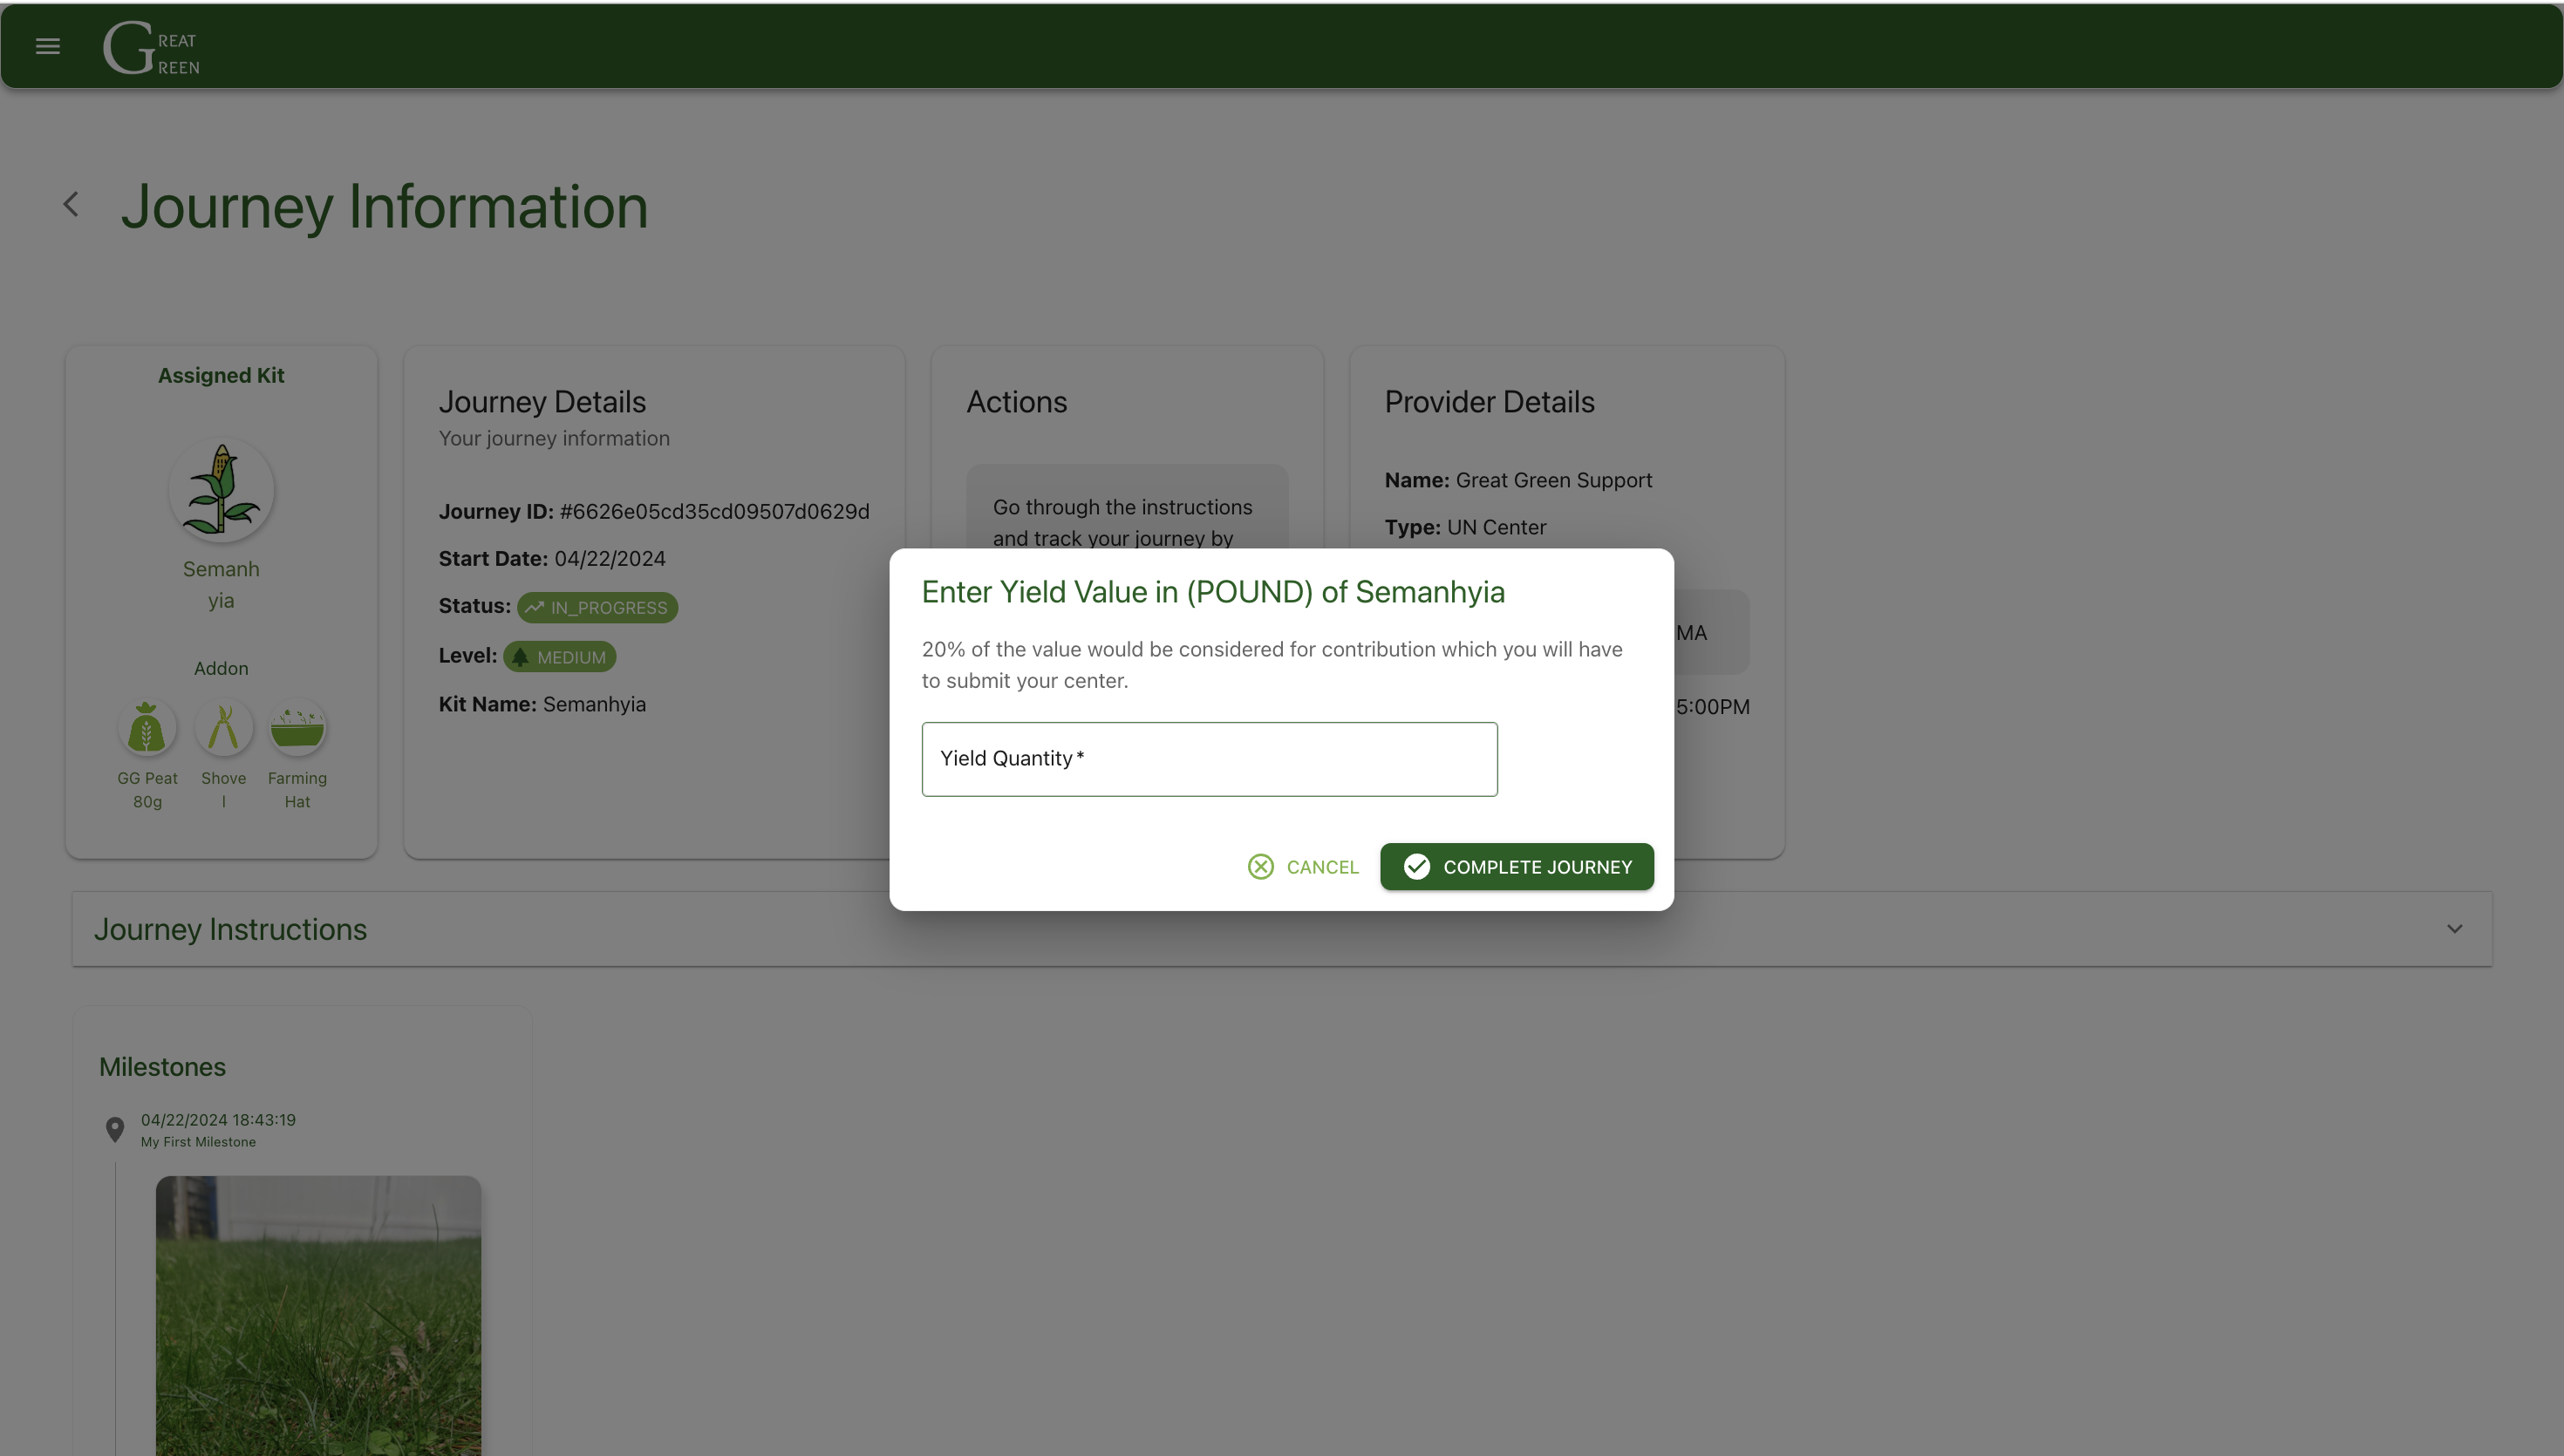 GREAT
GREEN
Journey Information
Assigned Kit
Semanh
yia
Addon
GG Peat
80g
Shove
l
Farming
Hat
Journey Details
Your journey information
Journey ID: #6626e05cd35cd09507d0629d
Start Date: 04/22/2024
Status: IN_PROGRESS
Level: MEDIUM
Kit Name: Semanhyia
Actions
Go through the instructions
and track your journey by
Provider Details
Name: Great Green Support
Type: UN Center
MA
5:00PM
Enter Yield Value in (POUND) of Semanhyia
20% of the value would be considered for contribution which you will have
to submit your center.
Yield Quantity *
CANCEL
COMPLETE JOURNEY
Journey Instructions
Milestones
04/22/2024 18:43:19
My First Milestone